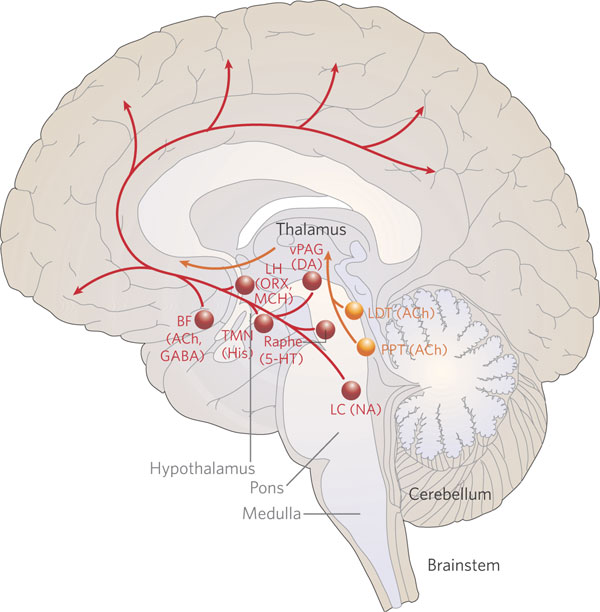 Thalamus
vPAG
(DA)
LH
(ORX,
MCH)
LDT (ACh)
BF
(ACh,
GABA)
TMN
(His)
Raphe
(5-HT)
PPT (ACh)
LC (NA)
Hypothalamus
Pons
Medulla
Cerebellum
Brainstem